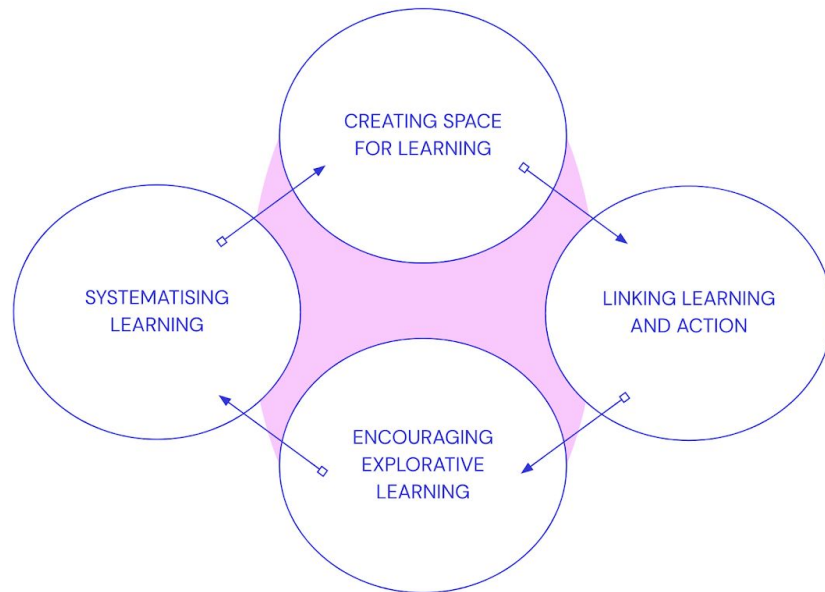 CREATING SPACE
FOR LEARNING
SYSTEMATISING
LEARNING
LINKING LEARNING
AND ACTION
ENCOURAGING
EXPLORATIVE
LEARNING